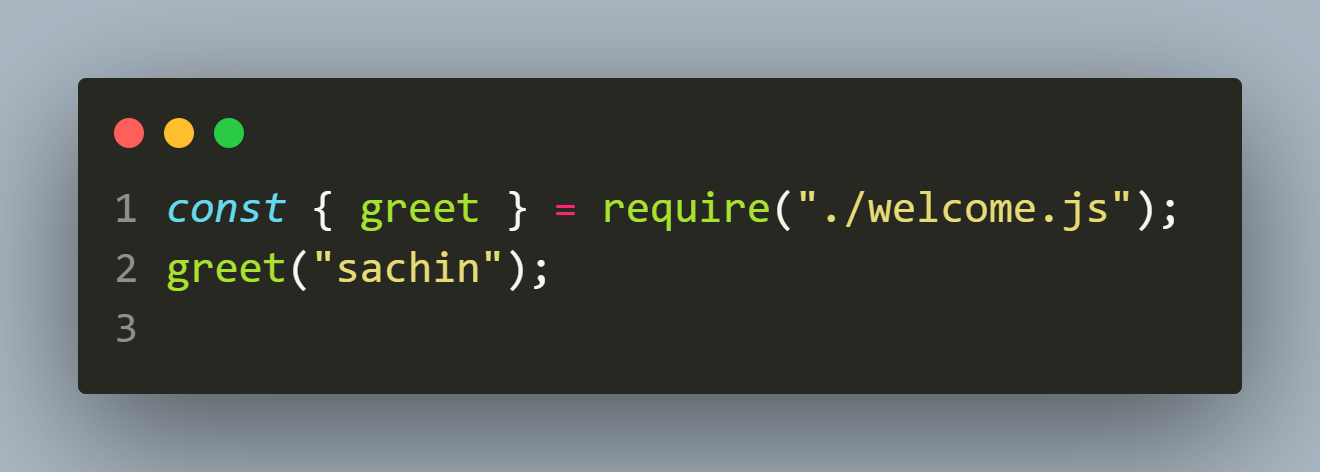 1 const { greet } = require("./welcome.js");
2 greet("sachin");
3